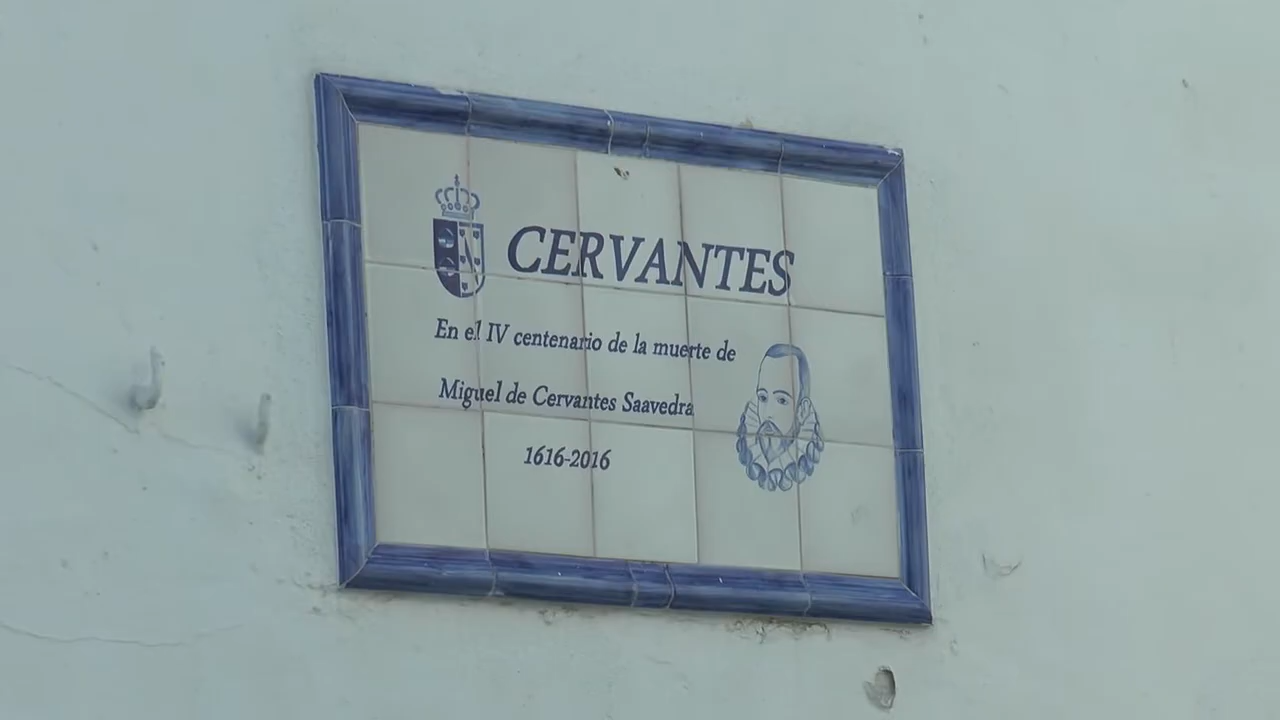 CERVANTES
En el IV centenario de la muerte de
Miguel de Cervantes Saavedra
1616-2016